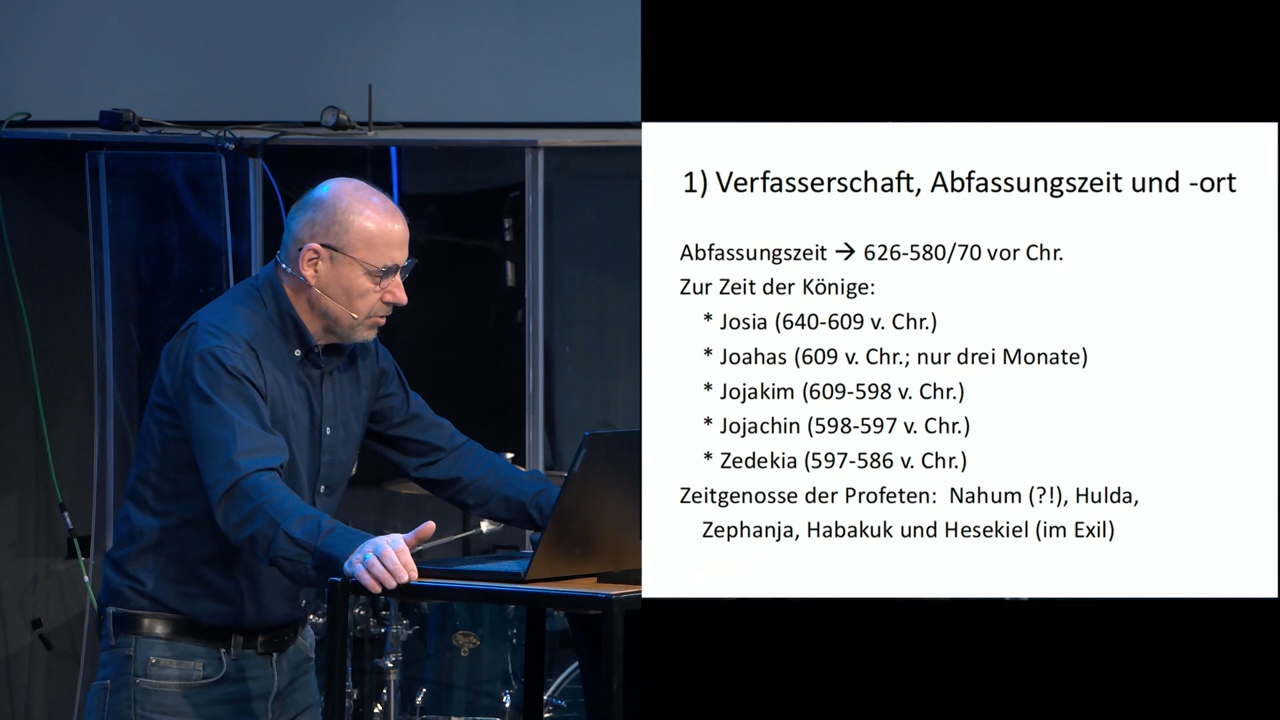 1) Verfasserschaft, Abfassungszeit und -ort
Abfassungszeit → 626-580/70 vor Chr.
Zur Zeit der Könige:
* Josia (640-609 v. Chr.)
* Joahas (609 v. Chr.; nur drei Monate)
* Jojakim (609-598 v. Chr.)
* Jojachin (598-597 v. Chr.)
* Zedekia (597-586 v. Chr.)
Zeitgenosse der Profeten: Nahum (?!), Hulda,
Zephanja, Habakuk und Hesekiel (im Exil)